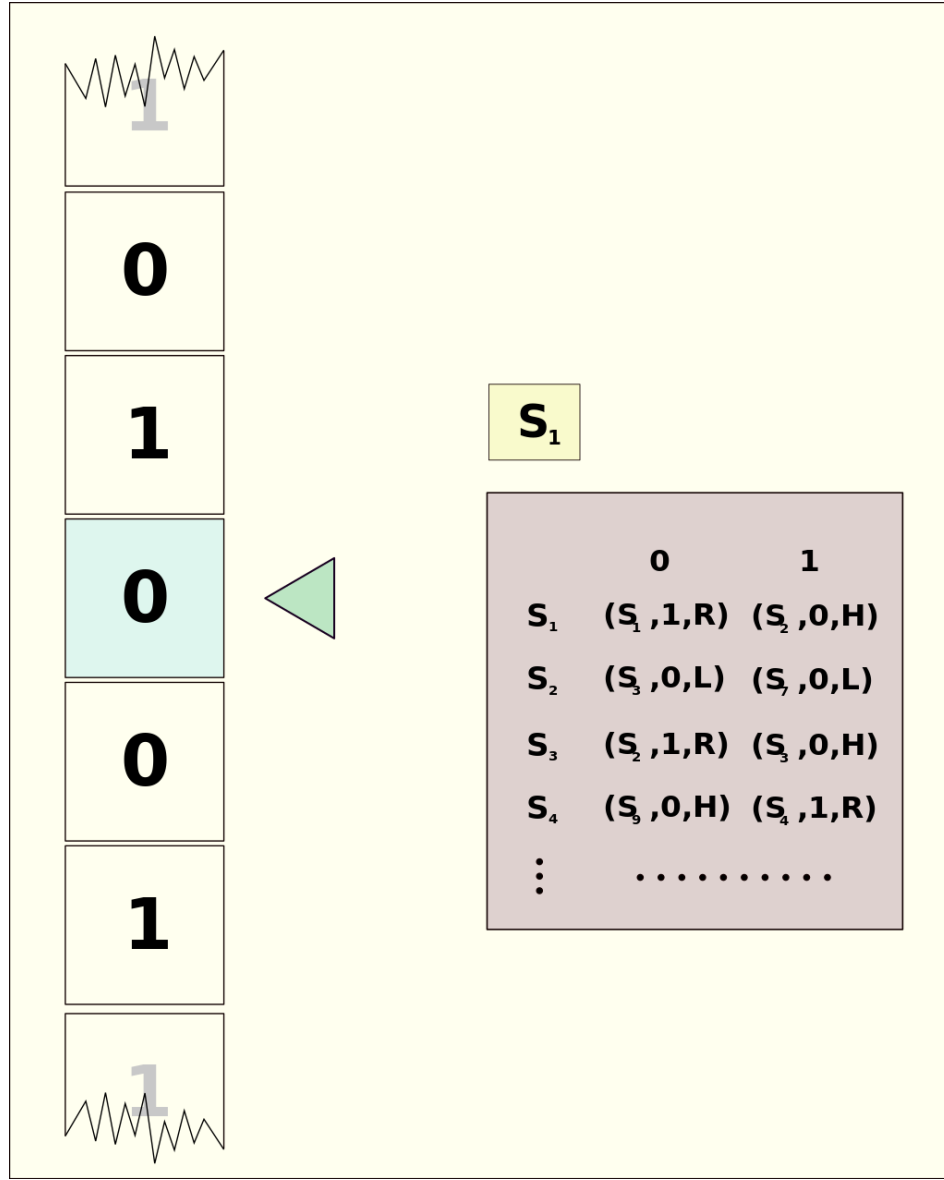 1
0
1
0
0
1
1
S₁
0 1
S₁ (S₁,1,R) (S₂,0,H)
S₂ (S₃,0,L) (S₇,0,L)
S₃ (S₂,1,R) (S₃,0,H)
S₄ (S₉,0,H) (S₄,1,R)
⋮ ..........